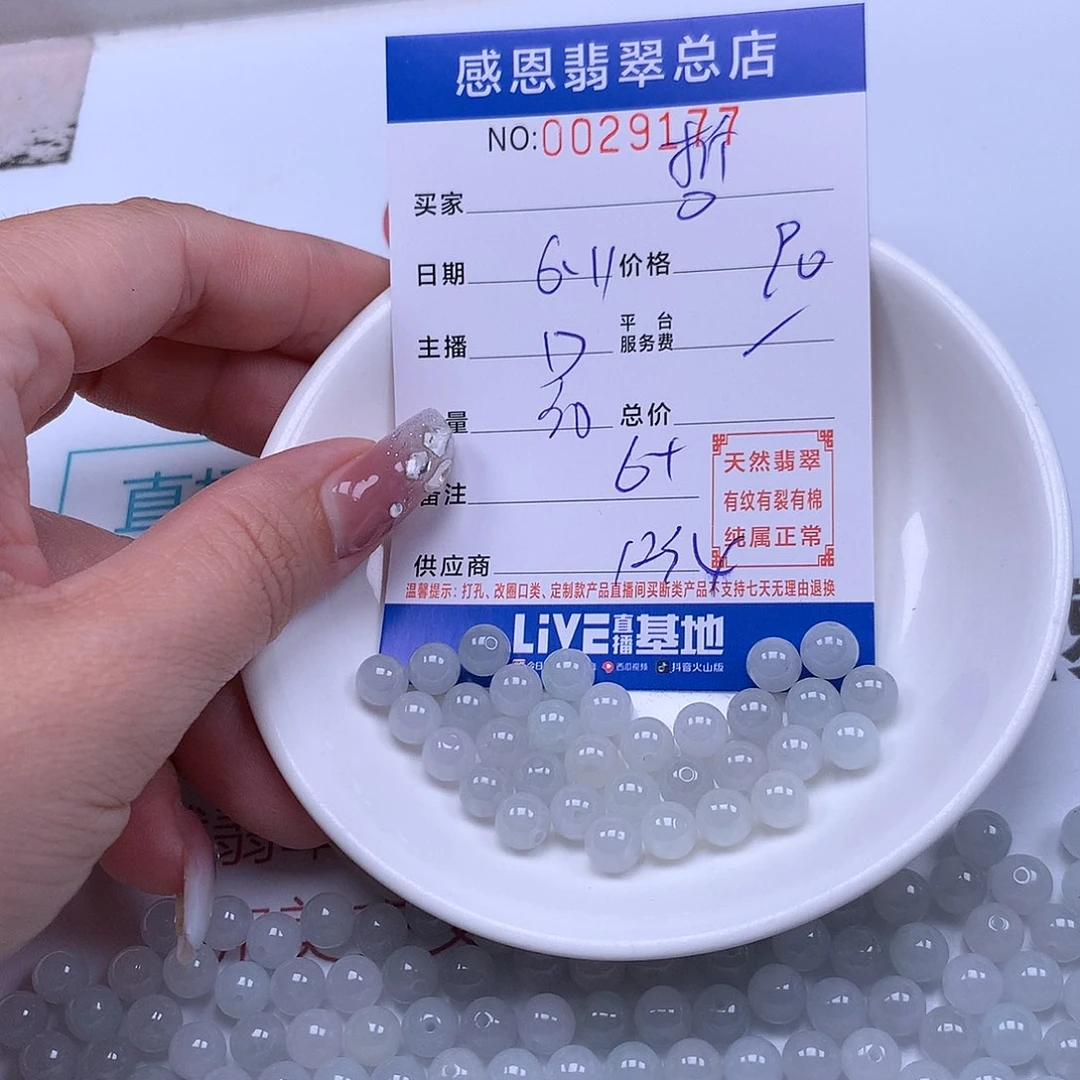 感恩翡翠总店
NO:0029177
买家
日期 6-11 价格 90
主播 平台服务费 /
量 30 总价
备注 6+
天然翡翠
有纹有裂有棉
纯属正常
供应商
温馨提示：打孔、改圈口类、定制款产品直播间买断类产品不支持七天无理由退换
LiVE直播基地
西瓜视频 抖音火山版
直播